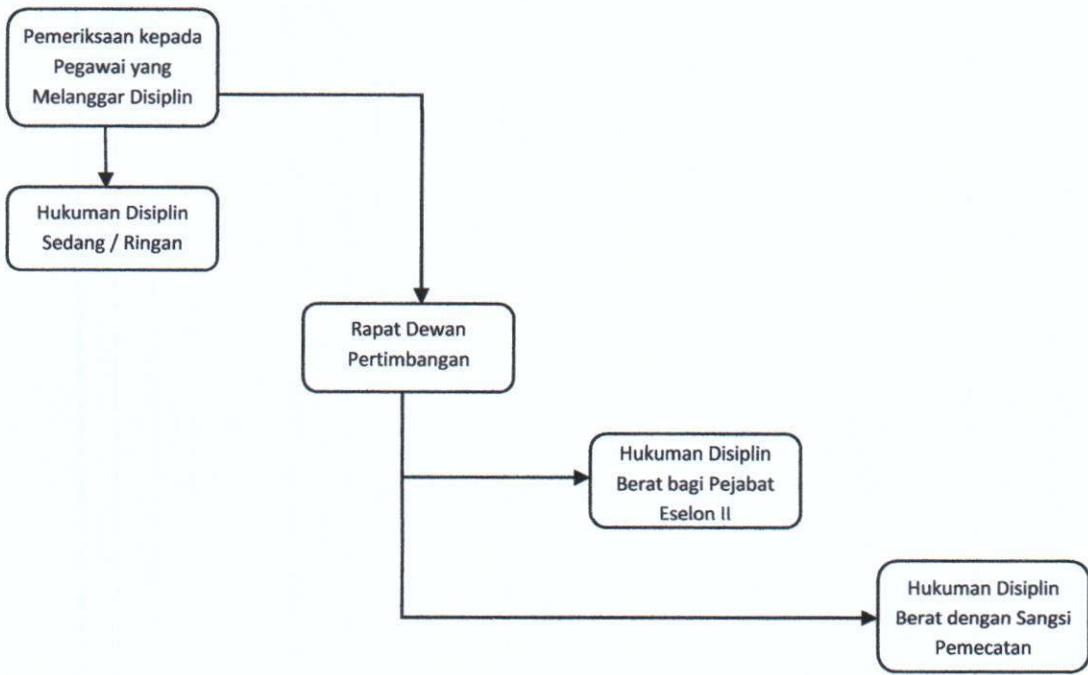 Pemeriksaan kepada
Pegawai yang
Melanggar Disiplin
Hukuman Disiplin
Sedang / Ringan
Rapat Dewan
Pertimbangan
Hukuman Disiplin
Berat bagi Pejabat
Eselon II
Hukuman Disiplin
Berat dengan Sangsi
Pemecatan